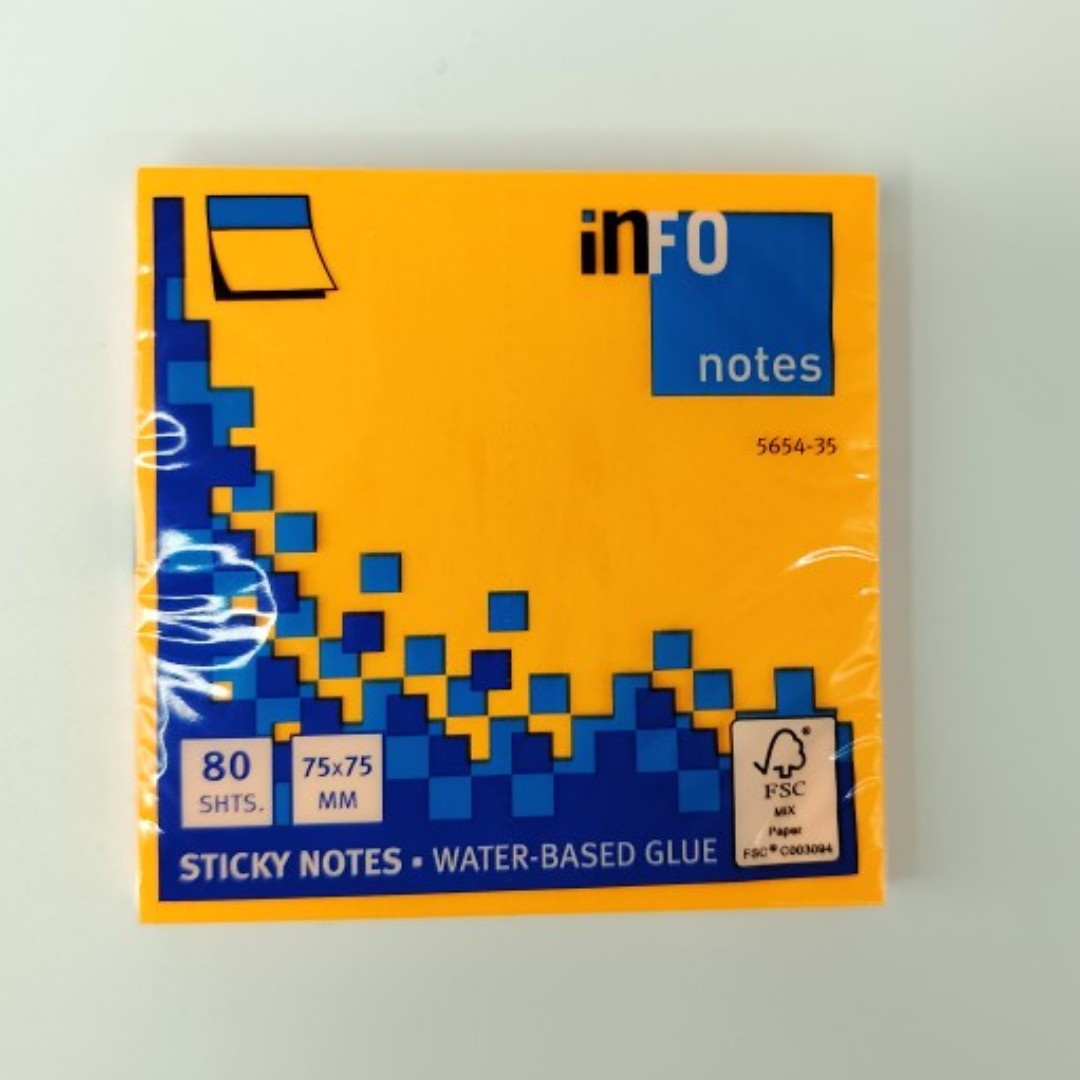 inFO
notes
5654-35
80
SHTS.
75x75
MM
STICKY NOTES ▪ WATER-BASED GLUE
®
FSC
MIX
Paper
FSC® C003094